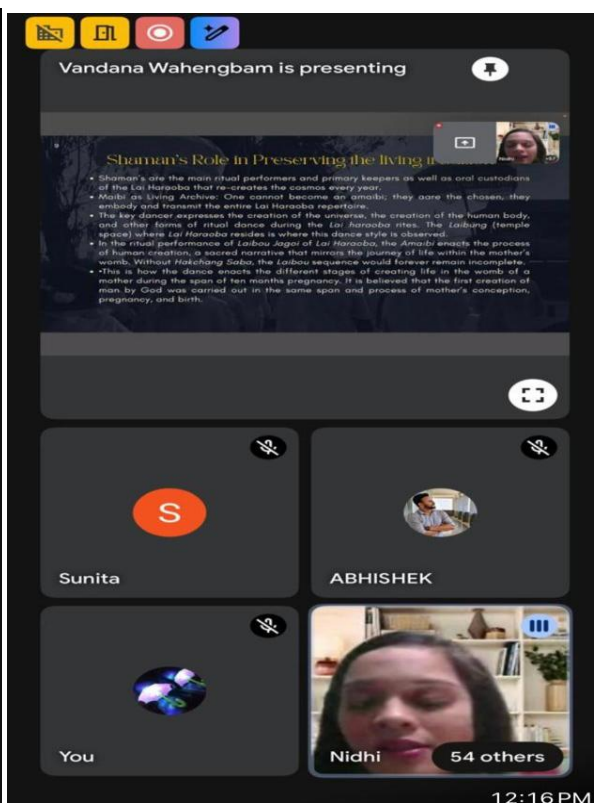 Vandana Wahengbam is presenting
Shaman's Role in Preserving the living
• Shaman's are the main ritual performers and primary keepers as well as oral custodians
of the Lai Haraoba that re-creates the cosmos every year.
• Maibi as Living Archive: One cannot become an amaibi; they aare the chosen, they
embody and transmit the entire Lai Haraoba repertoire.
• The key dancer expresses the creation of the universe, the creation of the human body,
and other forms of ritual dance during the Lai haraoba rites. The Laibung (temple
space) where Lai Haraoba resides is where this dance style is observed.
• In the ritual performance of Laibou Jagoi of Lai Haraoba, the Amaibi enacts the process
of human creation, a sacred narrative that mirrors the journey of life within the mother's
womb. Without Hakchang Saba, the Laibou sequence would forever remain incomplete.
• •This is how the dance enacts the different stages of creating life in the womb of a
mother during the span of ten months pregnancy. It is believed that the first creation of
man by God was carried out in the same span and process of mother's conception,
pregnancy, and birth.
Nidhi
S
Sunita
ABHISHEK
You
Nidhi
54 others
12:16 PM